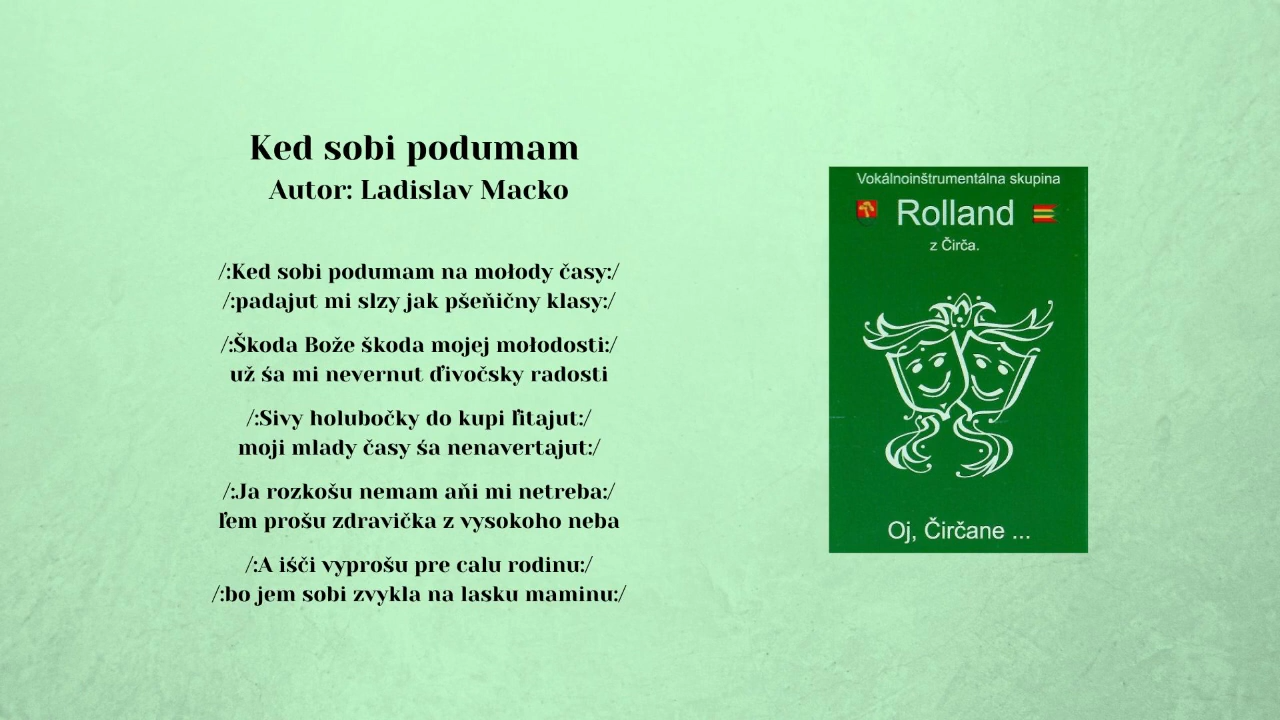 Ked sobi podumam
Autor: Ladislav Macko
/:Ked sobi podumam na mołody časy:/
/:padajut mi slzy jak pšeňičny klasy:/
/:Škoda Bože škoda mojej mołodosti:/
už śa mi nevernut ďivočsky radosti
/:Sivy holubočky do kupi ľitajut:/
moji mlady časy śa nenavertajut:/
/:Ja rozkošu nemam aňi mi netreba:/
ľem prošu zdravička z vysokoho neba
/:A iśči vyprošu pre calu rodinu:/
/:bo jem sobi zvykla na lasku maminu:/
Vokálnoinštrumentálna skupina
Rolland
z Čirča.
Oj, Čirčane ...